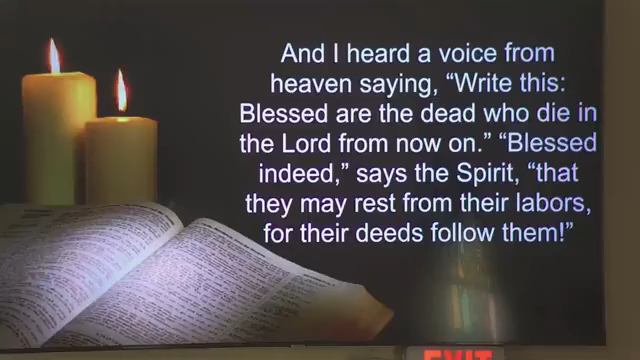 And I heard a voice from
heaven saying, “Write this:
Blessed are the dead who die in
the Lord from now on.” “Blessed
indeed,” says the Spirit, “that
they may rest from their labors,
for their deeds follow them!”
EXIT